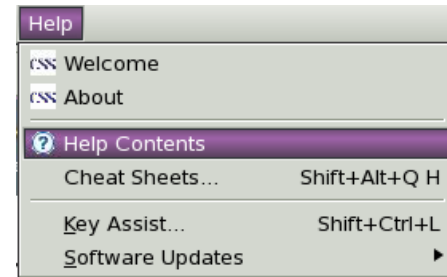 Help
css Welcome
css About
Help Contents
Cheat Sheets... Shift+Alt+Q H
Key Assist... Shift+Ctrl+L
Software Updates